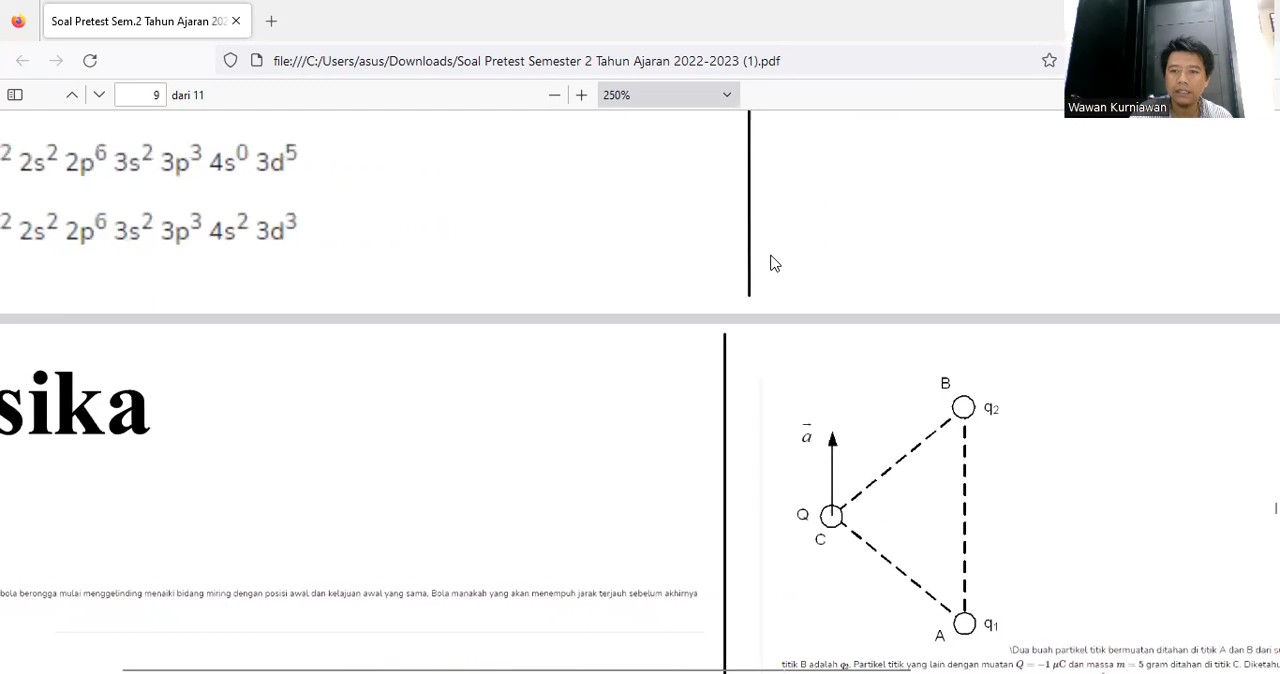 Soal Pretest Sem.2 Tahun Ajaran 202
file:///C:/Users/asus/Downloads/Soal Pretest Semester 2 Tahun Ajaran 2022-2023 (1).pdf
9 dari 11
250%
Wawan Kurniawan
2 2s2 2p6 3s2 3p3 4s0 3d5
2 2s2 2p6 3s2 3p3 4s2 3d3
sika
bola berongga mulai menggelinding menaiki bidang miring dengan posisi awal dan kelajuan awal yang sama. Bola manakah yang akan menempuh jarak terjauh sebelum akhirnya
B
q2
a
Q
C
A
q1
\Dua buah partikel titik bermuatan ditahan di titik A dan B dari
titik B adalah q2. Partikel titik yang lain dengan muatan Q = −1 μC dan massa m = 5 gram ditahan di titik C. Diketahu